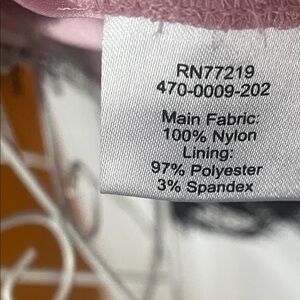 RN77219
470-0009-202
Main Fabric:
100% Nylon
Lining:
97% Polyester
3% Spandex